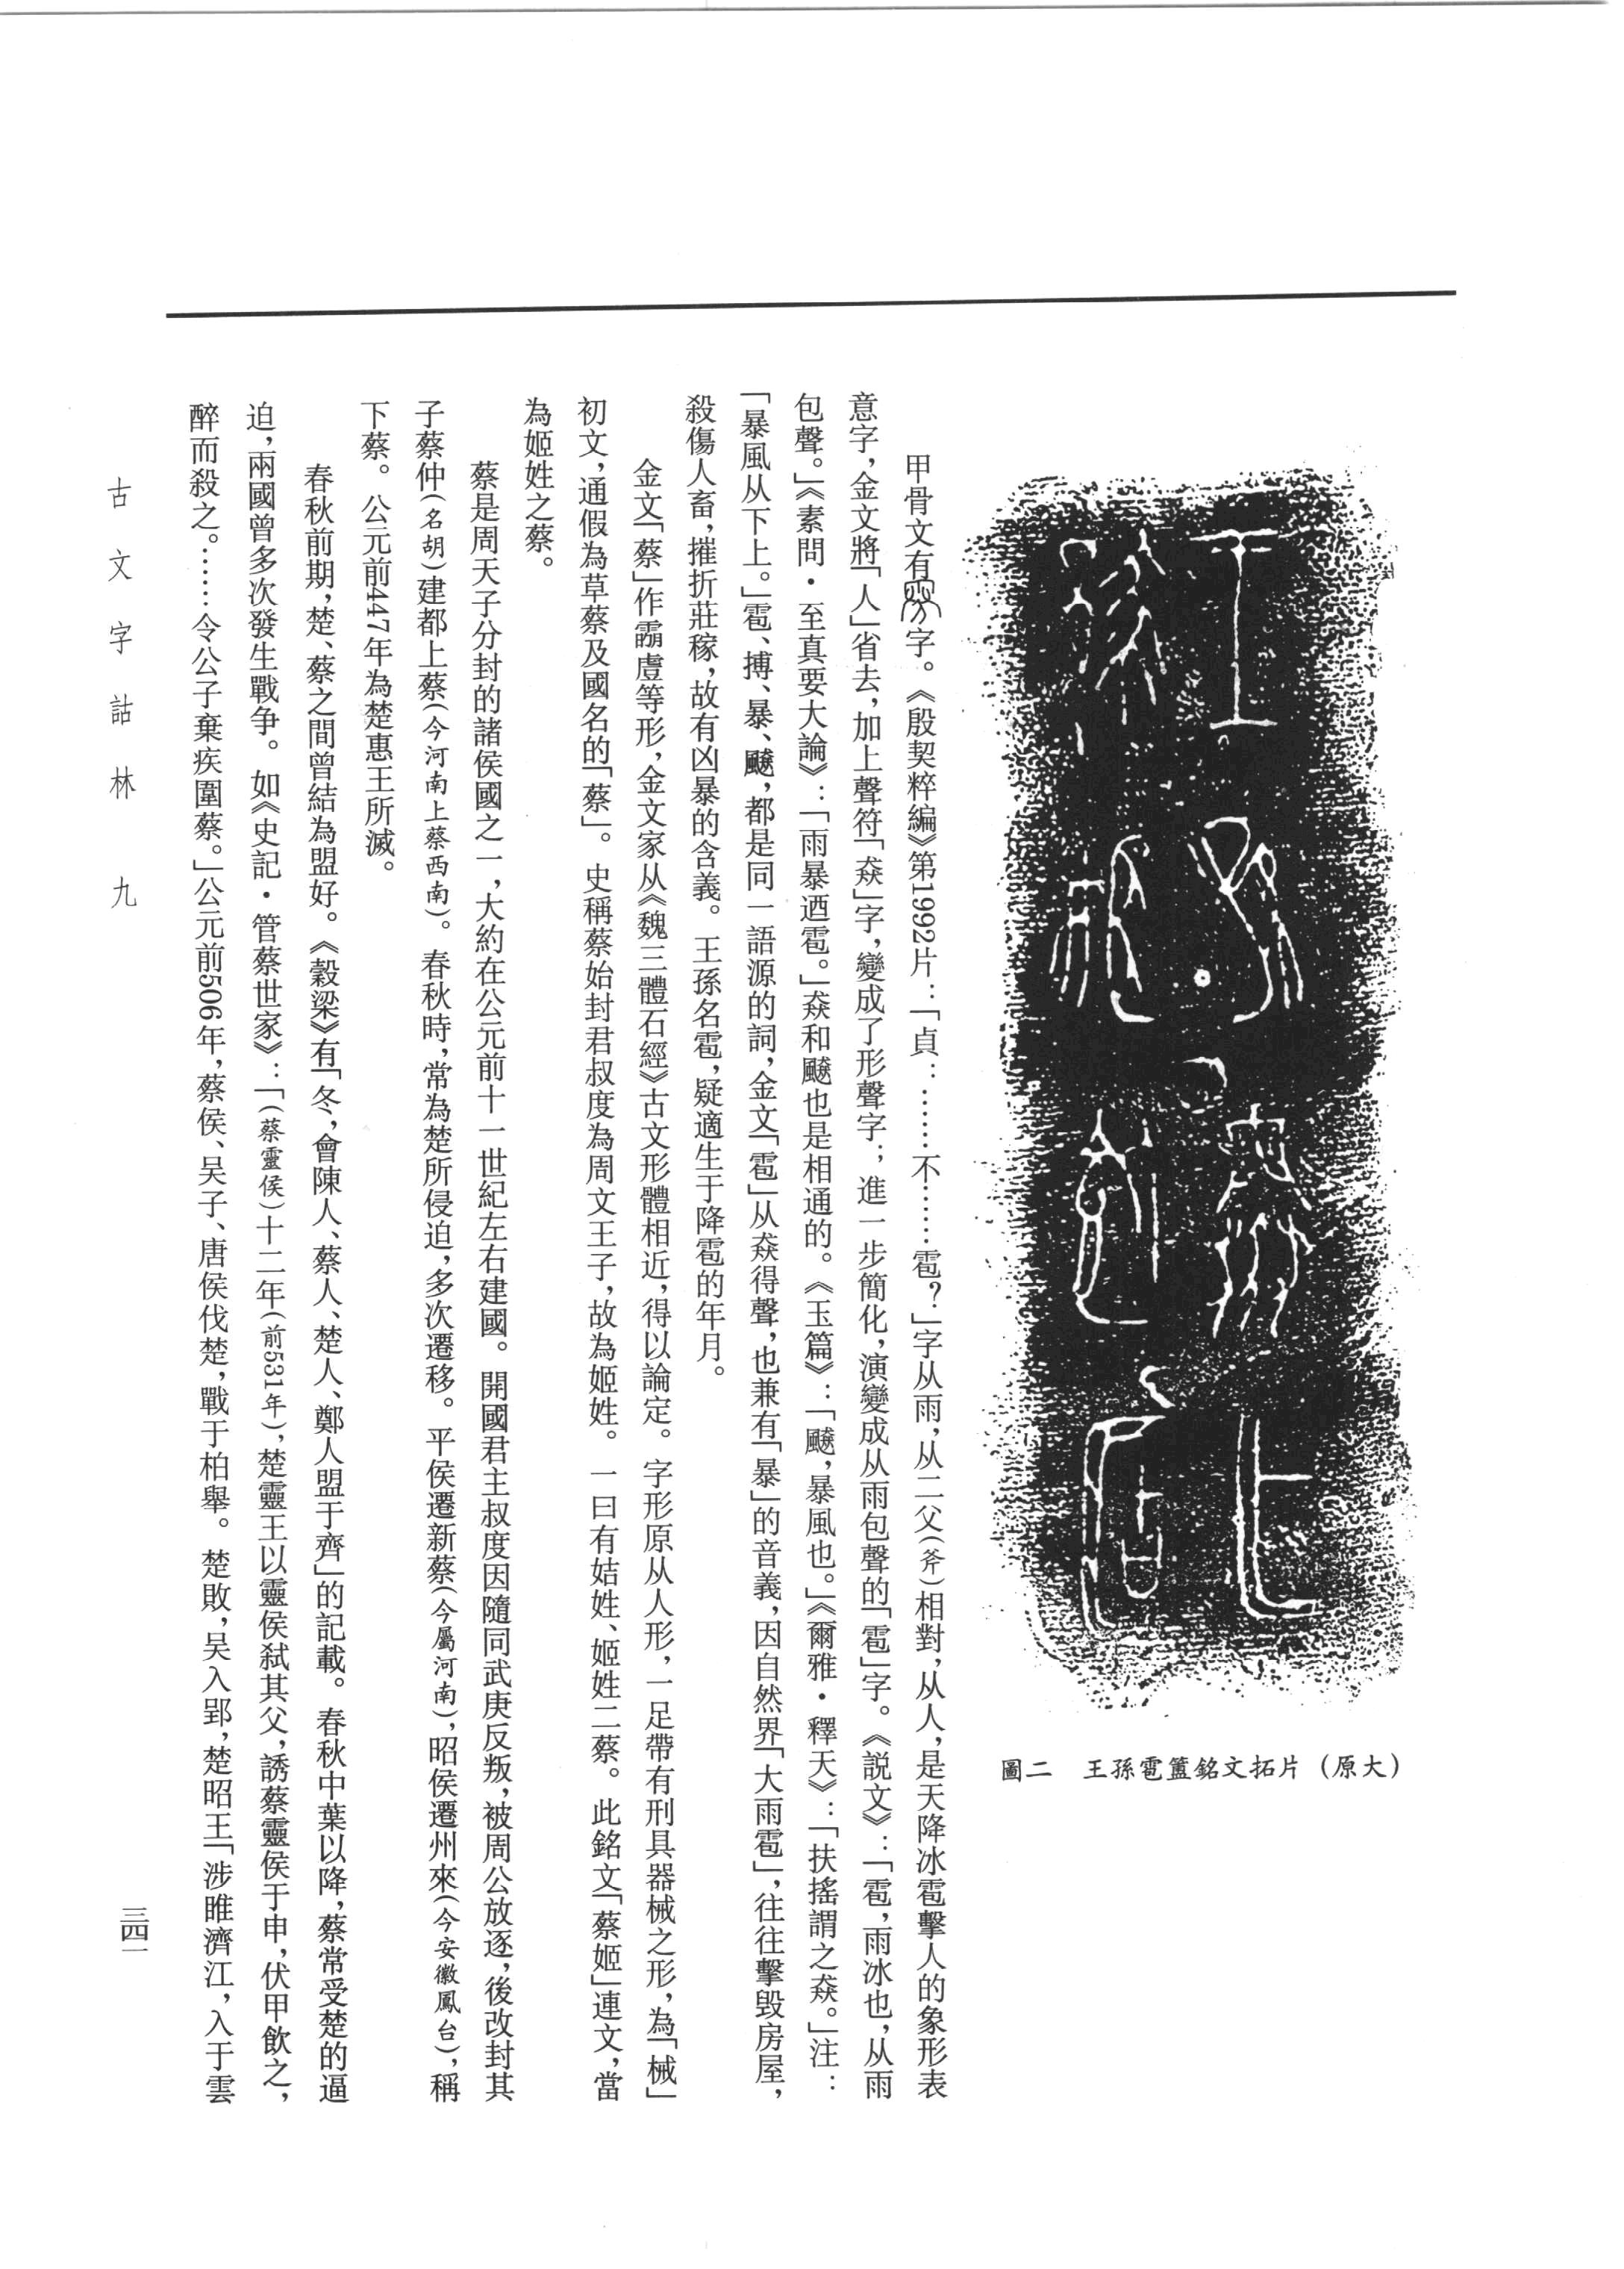 圖二　王孫雹簠銘文拓片（原大）
甲骨文有字。《殷契粹編》第1992片：「貞：……不……雹？」字从雨，从二父（斧）相對，从人，是天降冰雹擊人的象形表
意字，金文將「人」省去，加上聲符「猋」字，變成了形聲字；進一步簡化，演變成从雨包聲的「雹」字。《説文》：「雹，雨冰也，从雨
包聲。」《素問·至真要大論》：「雨暴迺雹。」猋和飈也是相通的。《玉篇》：「飈，暴風也。」《爾雅·釋天》：「扶搖謂之猋。」注：
「暴風从下上。」雹、搏、暴、飈，都是同一語源的詞，金文「雹」从猋得聲，也兼有「暴」的音義，因自然界「大雨雹」，往往擊毀房屋，
殺傷人畜，摧折莊稼，故有凶暴的含義。王孫名雹，疑適生于降雹的年月。
金文「蔡」作等形，金文家从《魏三體石經》古文形體相近，得以論定。字形原从人形，一足帶有刑具器械之形，為「械」
初文，通假為草蔡及國名的「蔡」。史稱蔡始封君叔度為周文王子，故為姬姓。一曰有姞姓、姬姓二蔡。此銘文「蔡姬」連文，當
為姬姓之蔡。
蔡是周天子分封的諸侯國之一，大約在公元前十一世紀左右建國。開國君主叔度因隨同武庚反叛，被周公放逐，後改封其
子蔡仲（名胡）建都上蔡（今河南上蔡西南）。春秋時，常為楚所侵迫，多次遷移。平侯遷新蔡（今屬河南），昭侯遷州來（今安徽鳳台），稱
下蔡。公元前447年為楚惠王所滅。
春秋前期，楚、蔡之間曾結為盟好。《穀梁》有「冬，會陳人、蔡人、楚人、鄭人盟于齊」的記載。春秋中葉以降，蔡常受楚的逼
迫，兩國曾多次發生戰争。如《史記·管蔡世家》：「（蔡靈侯）十二年（前531年），楚靈王以靈侯弒其父，誘蔡靈侯于申，伏甲飲之，
醉而殺之。……令公子棄疾圍蔡。」公元前506年，蔡侯、吴子、唐侯伐楚，戰于柏舉。楚敗，吴入郢，楚昭王「涉睢濟江，入于雲
古文字詁林　九
三四一